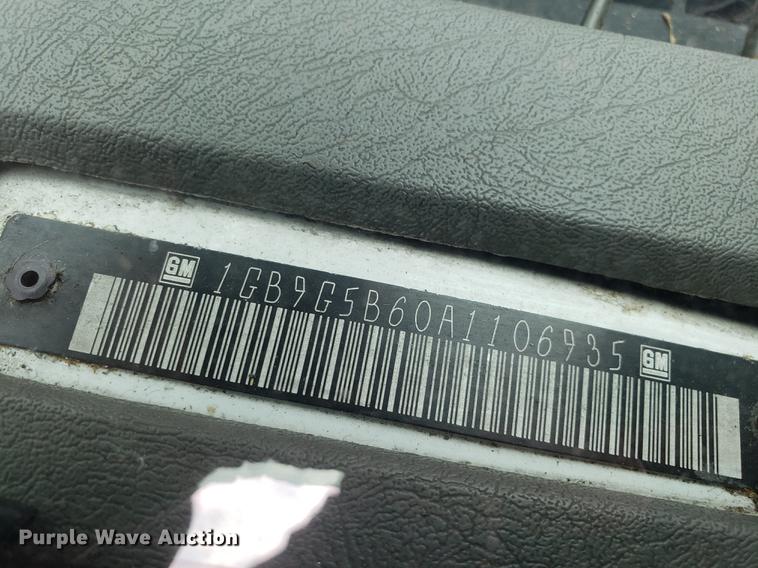 GM 1GB9G5B60A1106935 GM
Purple Wave Auction